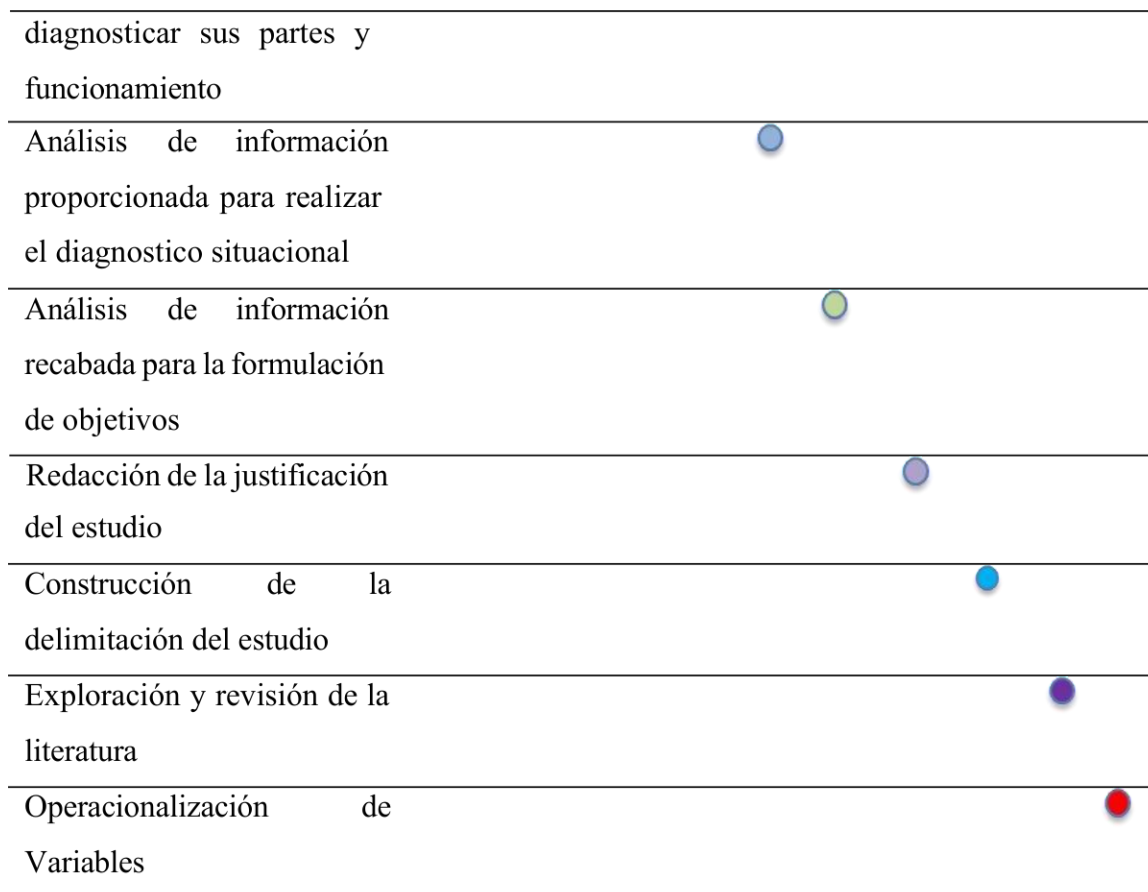 diagnosticar sus partes y
funcionamiento
Análisis de información
proporcionada para realizar
el diagnostico situacional
Análisis de información
recabada para la formulación
de objetivos
Redacción de la justificación
del estudio
Construcción de la
delimitación del estudio
Exploración y revisión de la
literatura
Operacionalización de
Variables